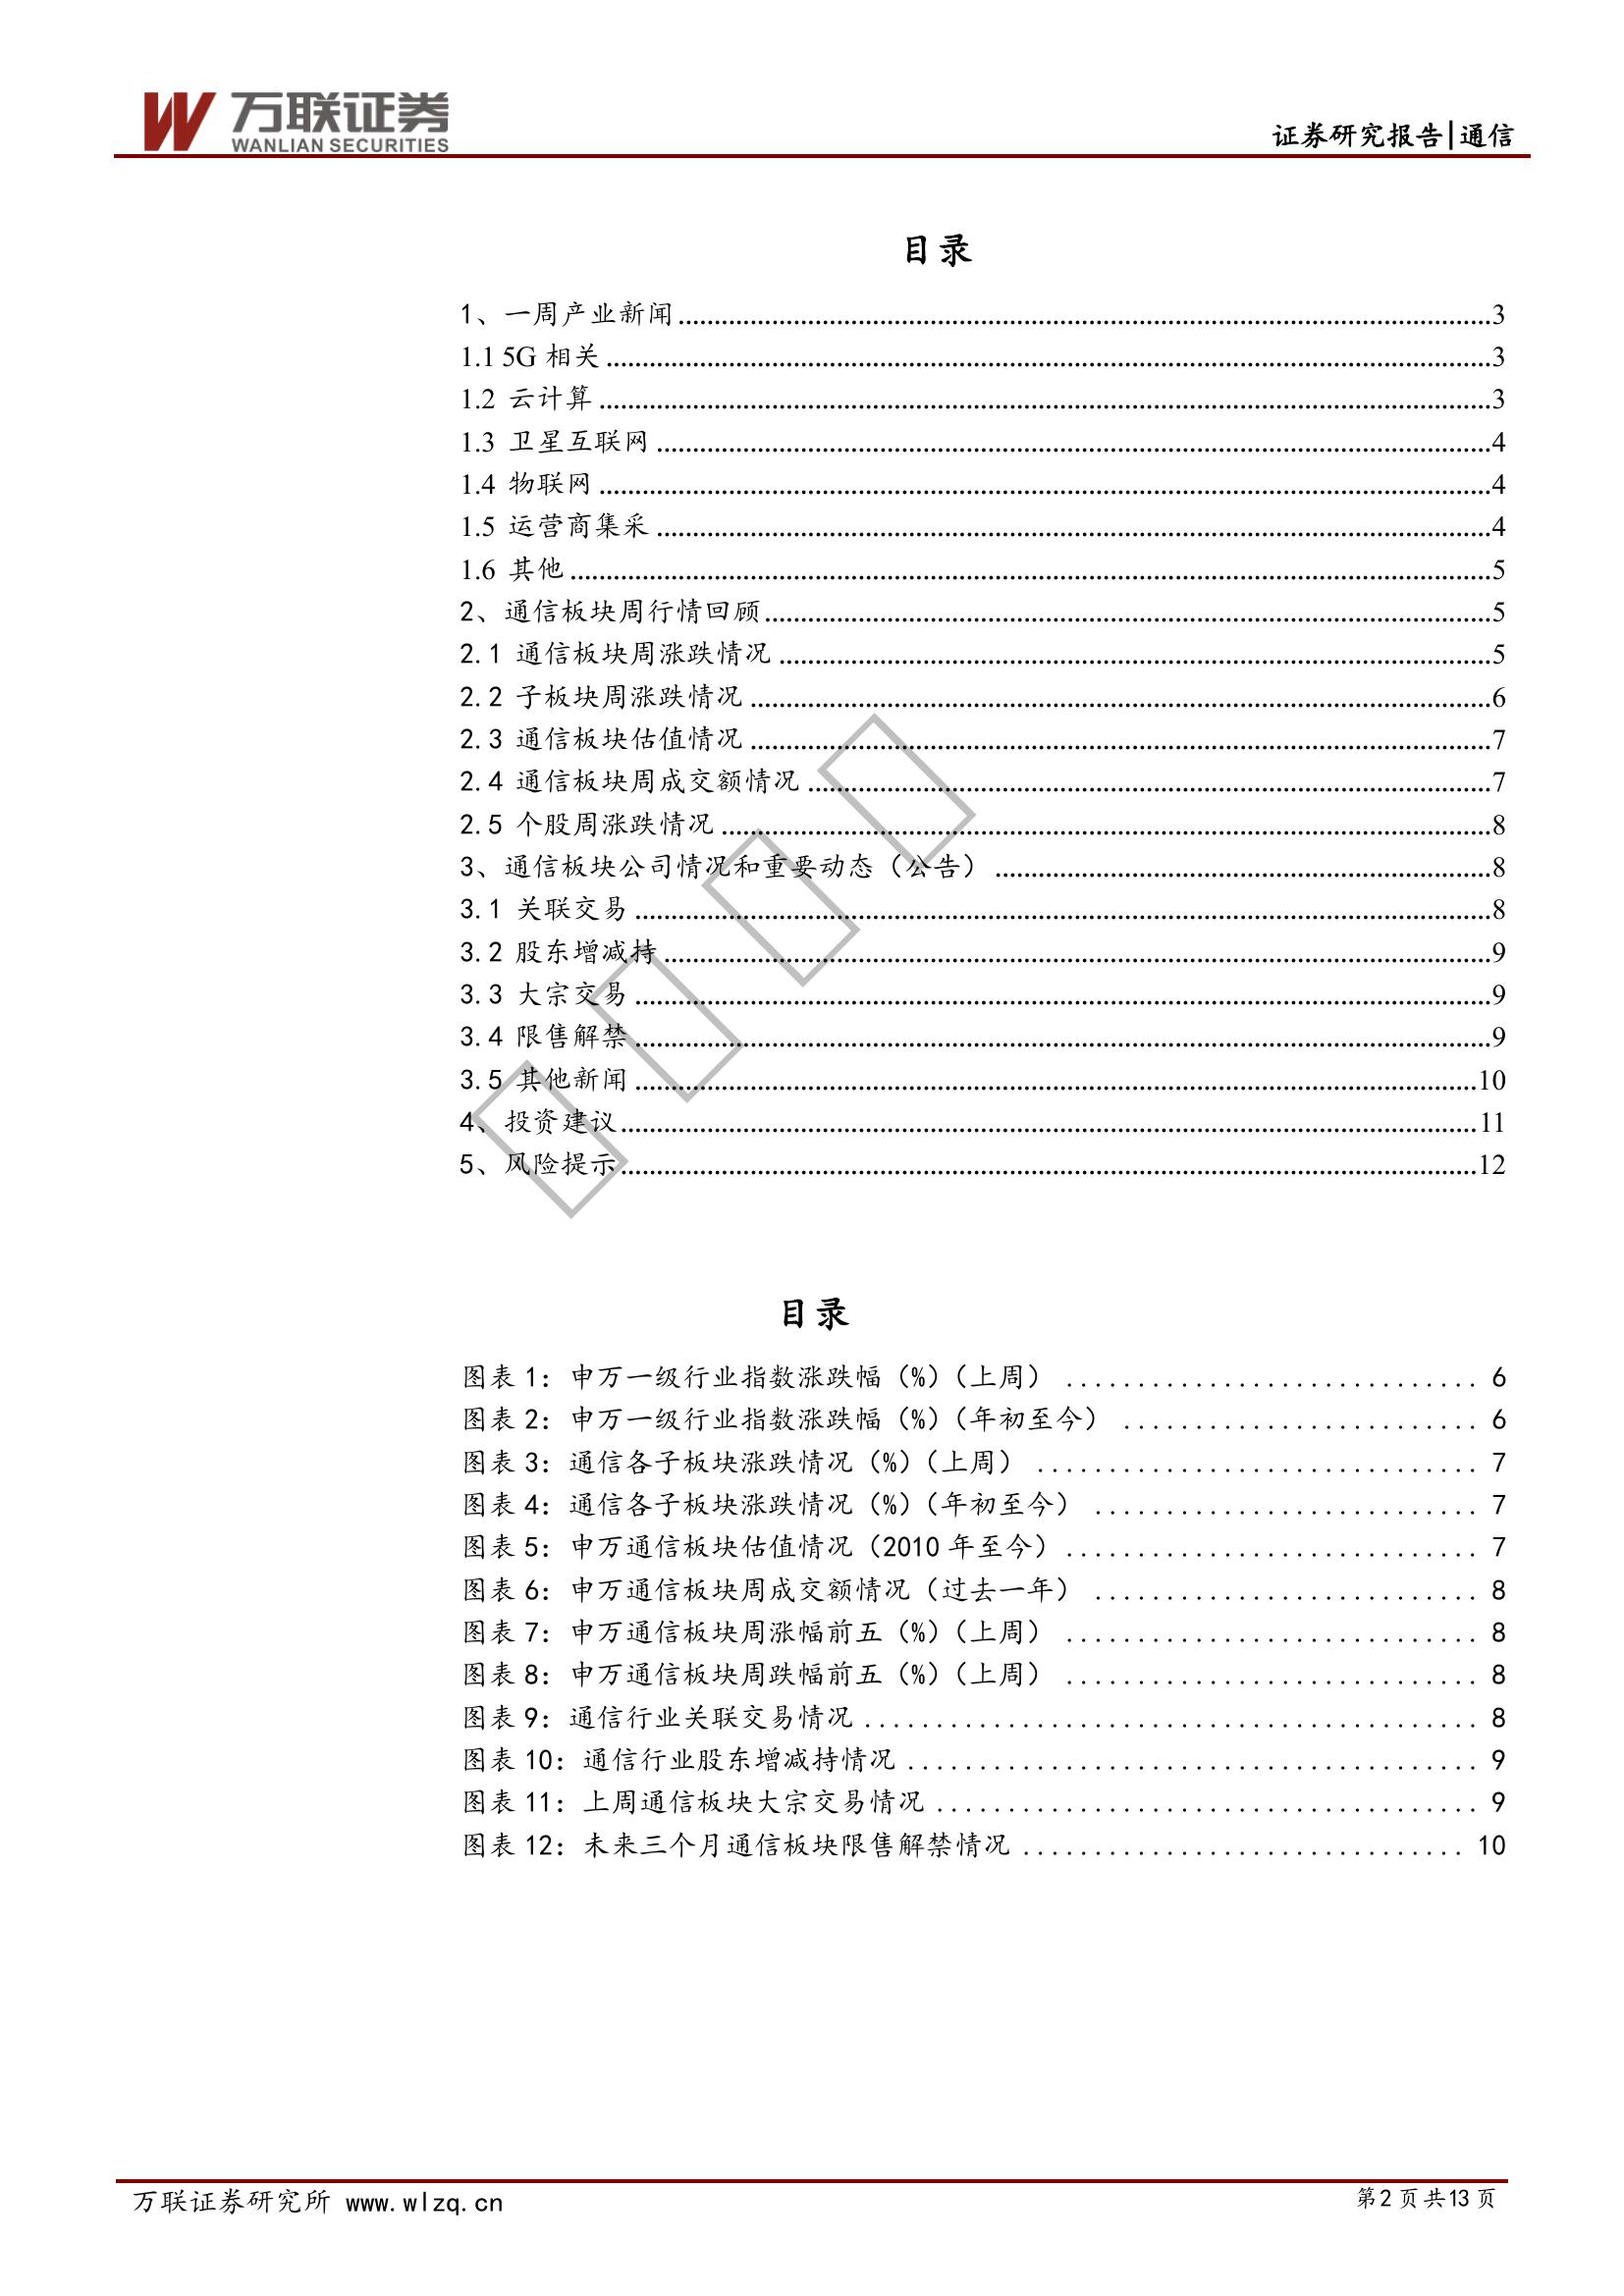 万联证券
WANLIAN SECURITIES
证券研究报告|通信
目录
1、一周产业新闻........3
1.1 5G 相关........3
1.2 云计算........3
1.3 卫星互联网........4
1.4 物联网........4
1.5 运营商集采........4
1.6 其他........5
2、通信板块周行情回顾........5
2.1 通信板块周涨跌情况........5
2.2 子板块周涨跌情况........6
2.3 通信板块估值情况........7
2.4 通信板块周成交额情况........7
2.5 个股周涨跌情况........8
3、通信板块公司情况和重要动态（公告）........8
3.1 关联交易........8
3.2 股东增减持........9
3.3 大宗交易........9
3.4 限售解禁........9
3.5 其他新闻........10
4、投资建议........11
5、风险提示........12
目录
图表 1：申万一级行业指数涨跌幅（%）（上周）........6
图表 2：申万一级行业指数涨跌幅（%）（年初至今）........6
图表 3：通信各子板块涨跌情况（%）（上周）........7
图表 4：通信各子板块涨跌情况（%）（年初至今）........7
图表 5：申万通信板块估值情况（2010 年至今）........7
图表 6：申万通信板块周成交额情况（过去一年）........8
图表 7：申万通信板块周涨幅前五（%）（上周）........8
图表 8：申万通信板块周跌幅前五（%）（上周）........8
图表 9：通信行业关联交易情况........8
图表 10：通信行业股东增减持情况........9
图表 11：上周通信板块大宗交易情况........9
图表 12：未来三个月通信板块限售解禁情况........10
万联证券研究所 www.wlzq.cn
第 2 页 共 13 页